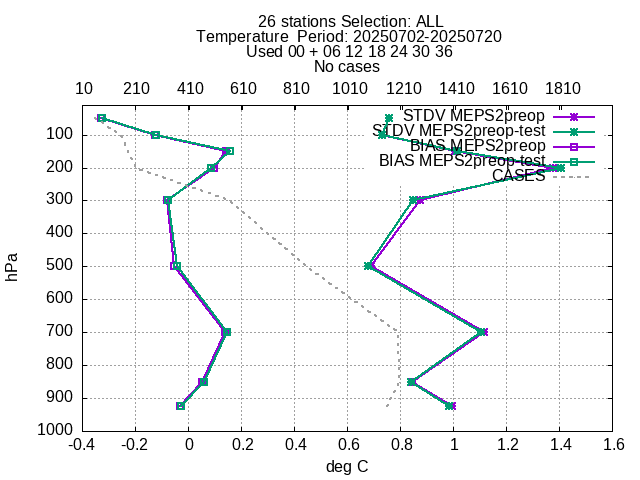 26 stations Selection: ALL
Temperature  Period: 20250702-20250720
Used 00 + 06 12 18 24 30 36
No cases
10 210 410 610 810 1010 1210 1410 1610 1810
STDV MEPS2preop
STDV MEPS2preop-test
BIAS MEPS2preop
BIAS MEPS2preop-test
CASES
100
200
300
400
500
600
700
800
900
1000
hPa
-0.4 -0.2 0 0.2 0.4 0.6 0.8 1 1.2 1.4 1.6
deg C